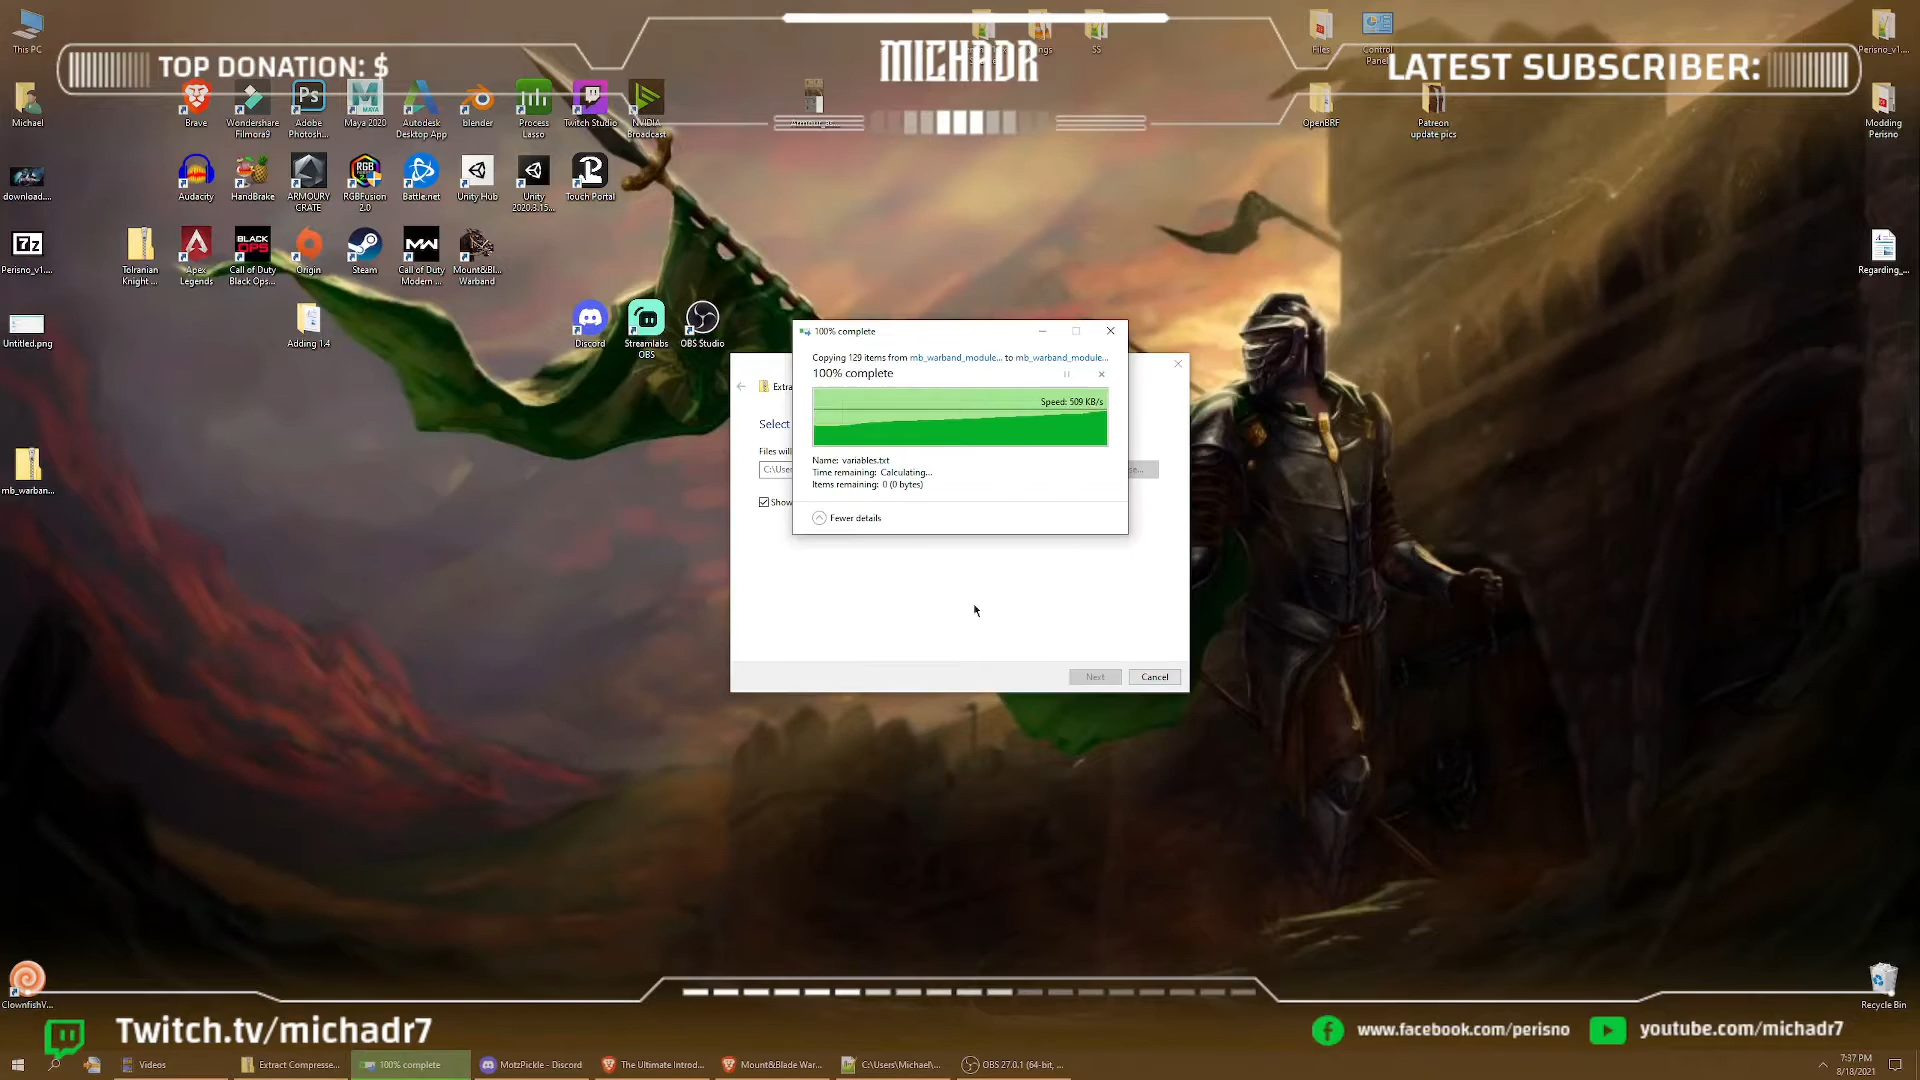 This PC
Files
Control
Panel
Perisno_v1....
SS
TOP DONATION: $
MICHADR
LATEST SUBSCRIBER:
Michael
Brave
Wondershare
Filmora9
Adobe
Photosh...
Maya 2020
Autodesk
Desktop App
blender
Process
Lasso
Twitch Studio
NVIDIA
Broadcast
OpenBRF
Patreon
update pics
Modding
Perisno
download....
Audacity
HandBrake
ARMOURY
CRATE
RGBFusion
2.0
Battle.net
Unity Hub
Unity
2020.3.15...
Touch Portal
Perisno_v1....
Tolranian
Knight ...
Apex
Legends
Call of Duty
Black Ops...
Origin
Steam
Call of Duty
Modern ...
Mount&Bl...
Warband
Regarding_...
Untitled.png
Adding 1.4
Discord
Streamlabs
OBS
OBS Studio
100% complete
Copying 129 items from mb_warband_module... to mb_warband_module...
100% complete
Speed: 509 KB/s
Name: variables.txt
Time remaining: Calculating...
Items remaining: 0 (0 bytes)
Fewer details
Extra
Select
Files will
C:\User
Show
Next
Cancel
mb_warban...
ClownfishV...
Recycle Bin
Twitch.tv/michadr7
www.facebook.com/perisno
youtube.com/michadr7
Videos
Extract Compresse...
100% complete
MotzPickle - Discord
The Ultimate Introd...
Mount&Blade War...
C:\Users\Michael\...
OBS 27.0.1 (64-bit, ...
7:37 PM
8/18/2021